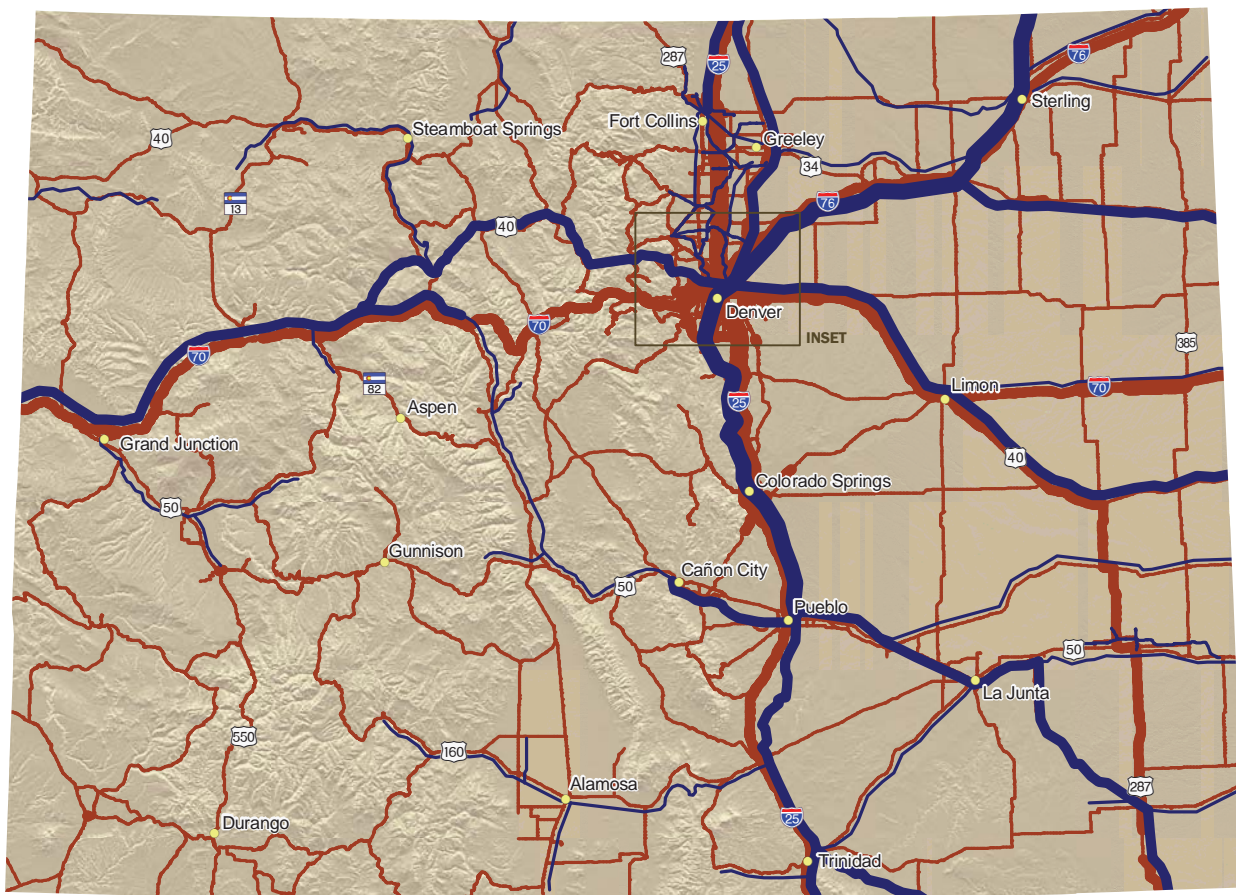 287
25
76
Sterling
Fort Collins
Steamboat Springs
40
Greeley
34
13
76
40
Denver
70
INSET
70
385
82
Limon
70
25
Aspen
Grand Junction
40
Colorado Springs
50
Gunnison
Cañon City
50
Pueblo
50
La Junta
550
160
Alamosa
287
25
Durango
Trinidad